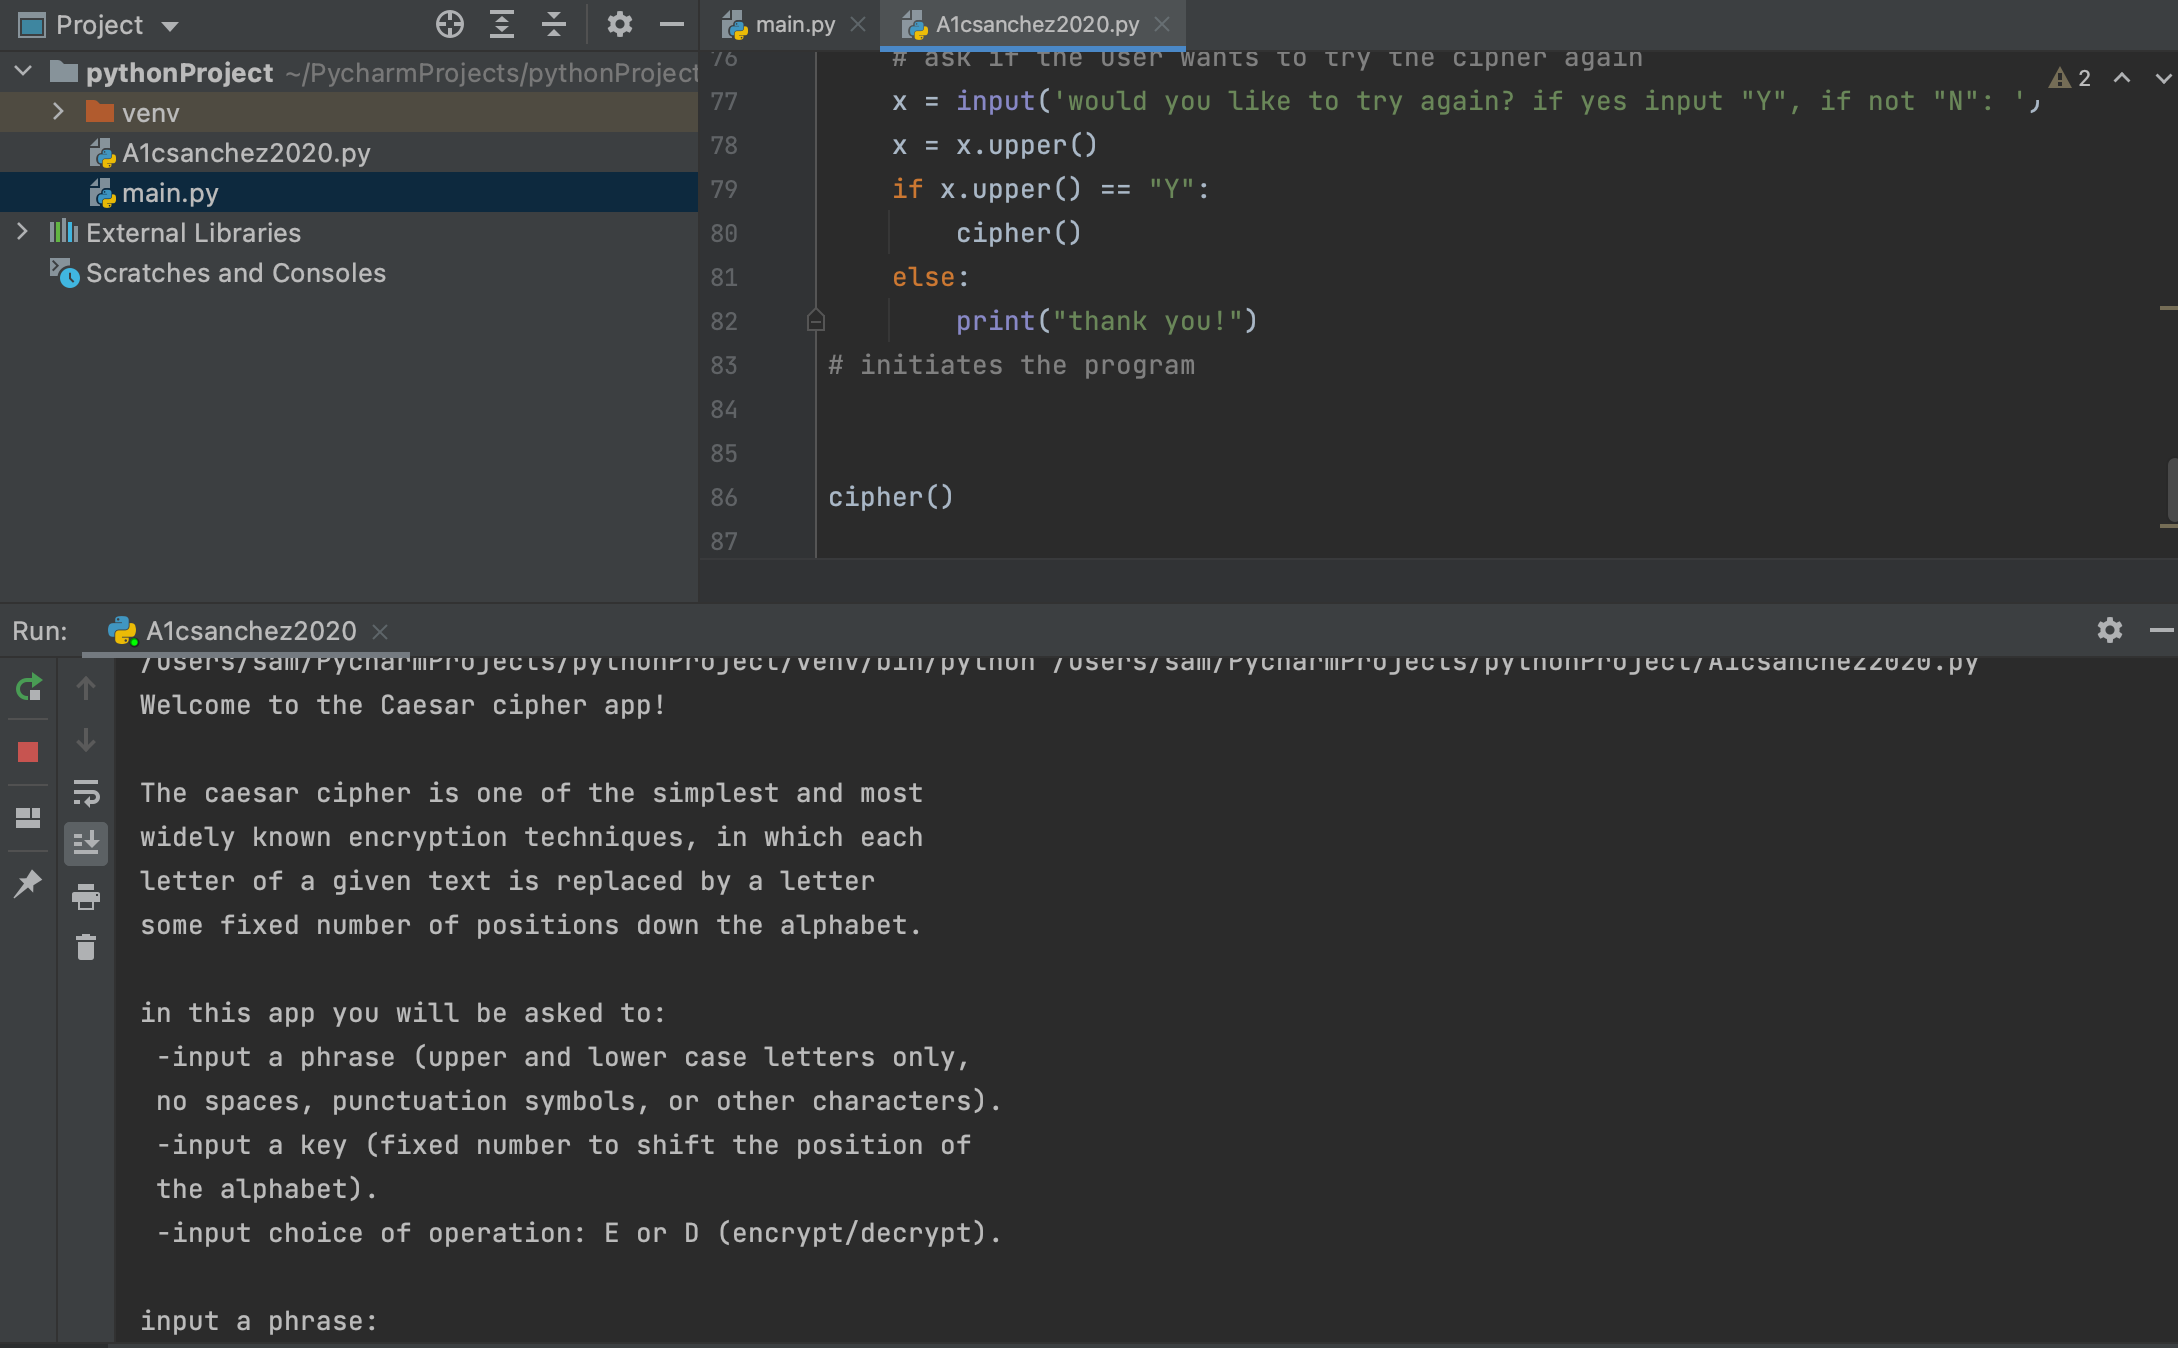 Project
main.py
A1csanchez2020.py
pythonProject ~/PycharmProjects/pythonProject
venv
A1csanchez2020.py
main.py
External Libraries
Scratches and Consoles
2
76 # ask if the user wants to try the cipher again
77 x = input('would you like to try again? if yes input "Y", if not "N": ')
78 x = x.upper()
79 if x.upper() == "Y":
80 cipher()
81 else:
82 print("thank you!")
83 # initiates the program
84
85
86 cipher()
87
Run: A1csanchez2020
/Users/sam/PycharmProjects/pythonProject/venv/bin/python /Users/sam/PycharmProjects/pythonProject/A1csanchez2020.py
Welcome to the Caesar cipher app!
The caesar cipher is one of the simplest and most
widely known encryption techniques, in which each
letter of a given text is replaced by a letter
some fixed number of positions down the alphabet.
in this app you will be asked to:
-input a phrase (upper and lower case letters only,
no spaces, punctuation symbols, or other characters).
-input a key (fixed number to shift the position of
the alphabet).
-input choice of operation: E or D (encrypt/decrypt).
input a phrase: